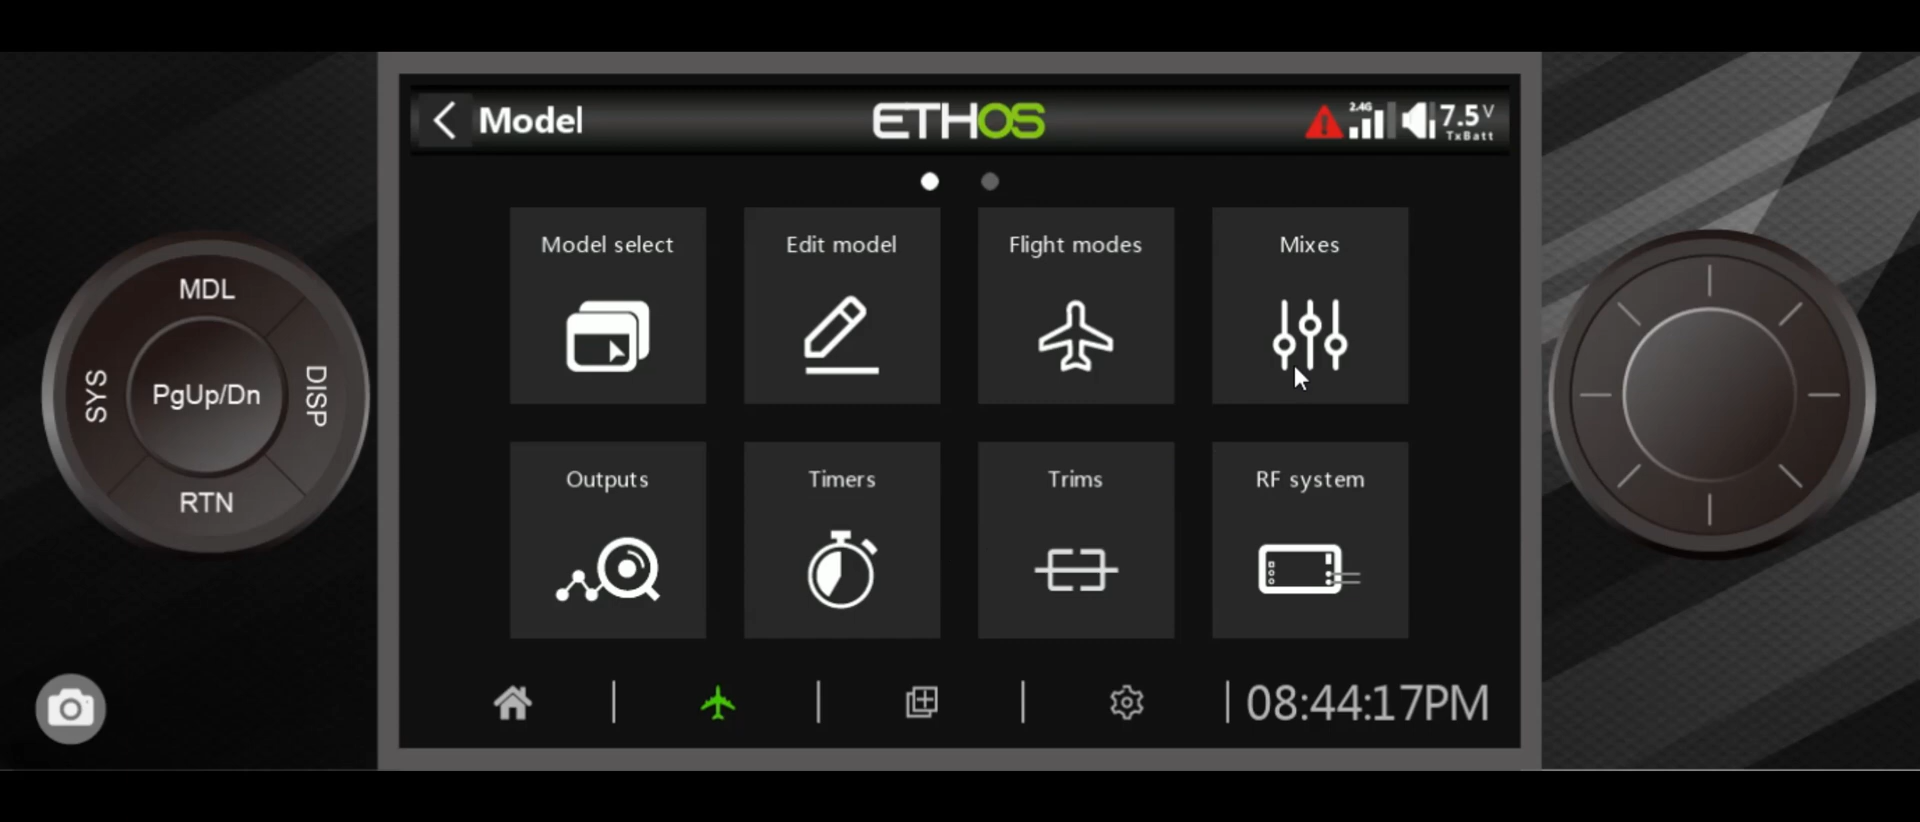 Model
ETHOS
2.4G
7.5V
TxBatt
Model select
Edit model
Flight modes
Mixes
MDL
SYS
PgUp/Dn
DISP
RTN
Outputs
Timers
Trims
RF system
08:44:17PM